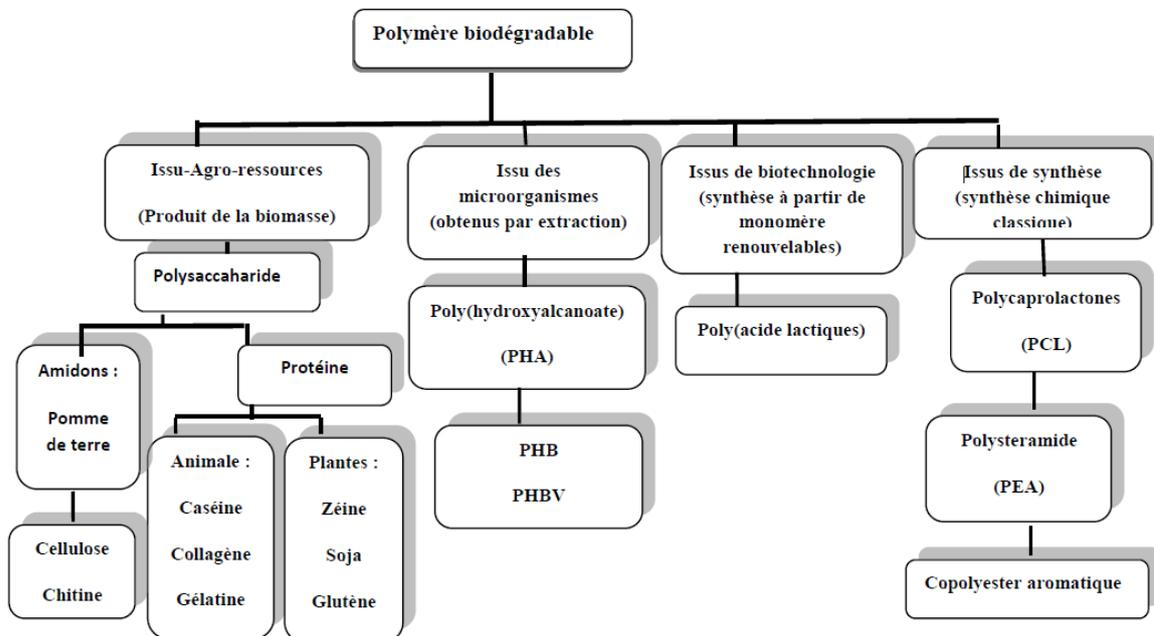 Polymère biodégradable
Issu-Agro-ressources
(Produit de la biomasse)
Issu des
microorganismes
(obtenus par extraction)
Issus de biotechnologie
(synthèse à partir de
monomère
renouvelables)
Issus de synthèse
(synthèse chimique
classique)
Polysaccaharide
Poly(hydroxyalcanoate)
(PHA)
Poly(acide lactiques)
Polycaprolactones
(PCL)
Amidons :
Pomme
de terre
Protéine
Cellulose
Chitine
Animale :
Caséine
Collagène
Gélatine
Plantes :
Zéine
Soja
Glutène
PHB
PHBV
Polysteramide
(PEA)
Copolyester aromatique